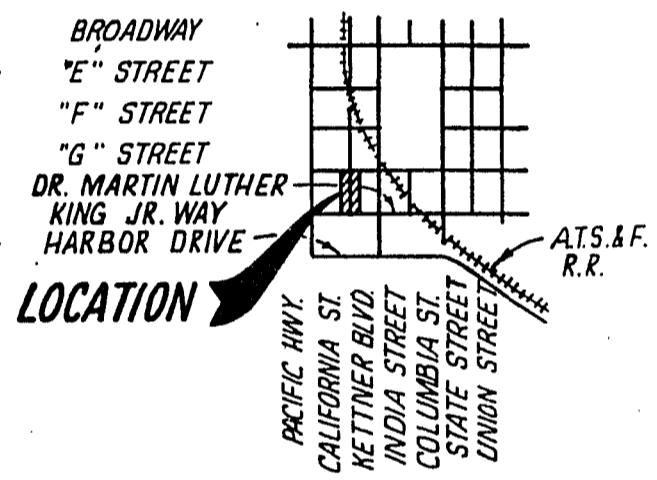 BROADWAY
"E" STREET
"F" STREET
"G" STREET
DR. MARTIN LUTHER
KING JR. WAY
HARBOR DRIVE
LOCATION
A.T.S.&F.
R.R.
PACIFIC HWY.
CALIFORNIA ST.
KETTNER BLVD.
INDIA STREET
COLUMBIA ST.
STATE STREET
UNION STREET